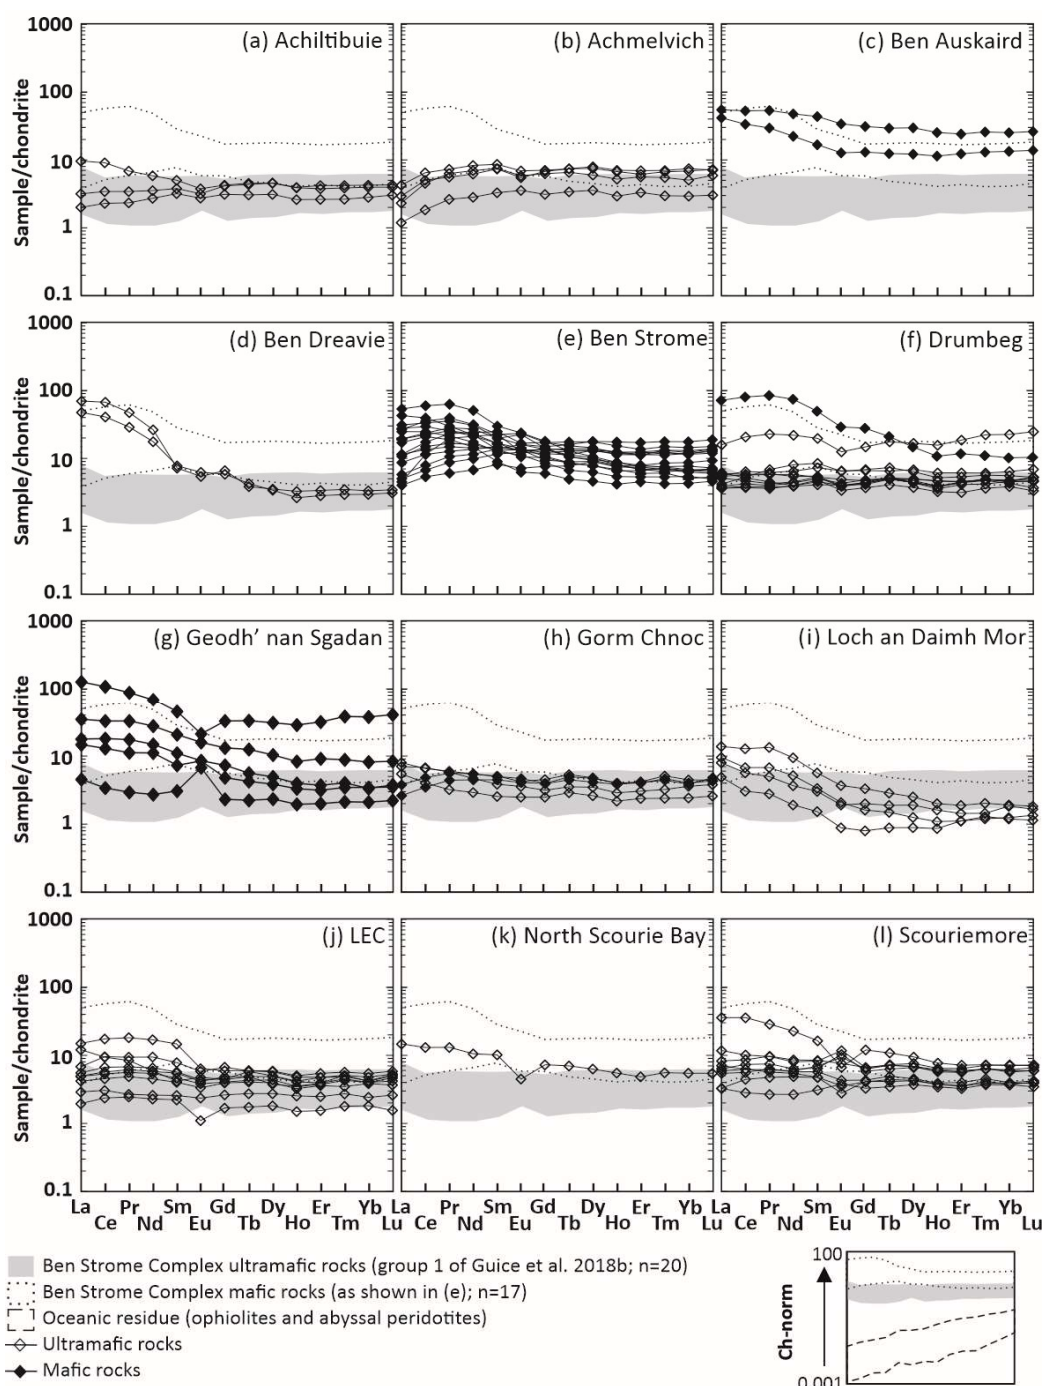 1000
100
10
1
0.1
Sample/chondrite
(a) Achiltibuie
(b) Achmelvich
(c) Ben Auskaird
1000
100
10
1
0.1
Sample/chondrite
(d) Ben Dreavie
(e) Ben Strome
(f) Drumbeg
1000
100
10
1
0.1
Sample/chondrite
(g) Geodh’ nan Sgadan
(h) Gorm Chnoc
(i) Loch an Daimh Mor
1000
100
10
1
0.1
Sample/chondrite
(j) LEC
(k) North Scourie Bay
(l) Scouriemore
La Pr Sm Gd Dy Er Yb La Pr Sm Gd Dy Er Yb La Pr Sm Gd Dy Er Yb
Ce Nd Eu Tb Ho Tm Lu Ce Nd Eu Tb Ho Tm Lu Ce Nd Eu Tb Ho Tm Lu
Ben Strome Complex ultramafic rocks (group 1 of Guice et al. 2018b; n=20)
Ben Strome Complex mafic rocks (as shown in (e); n=17)
Oceanic residue (ophiolites and abyssal peridotites)
Ultramafic rocks
Mafic rocks
100
Ch-norm
0.001